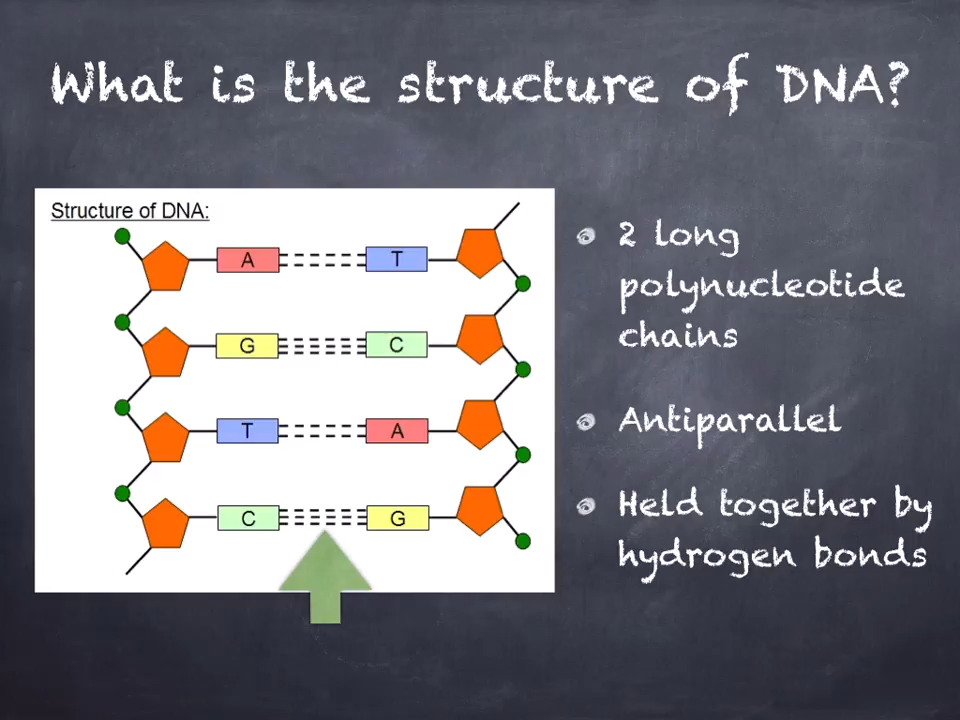 What is the structure of DNA?
Structure of DNA:
A T
G C
T A
C G
2 long
polynucleotide
chains
Antiparallel
Held together by
hydrogen bonds